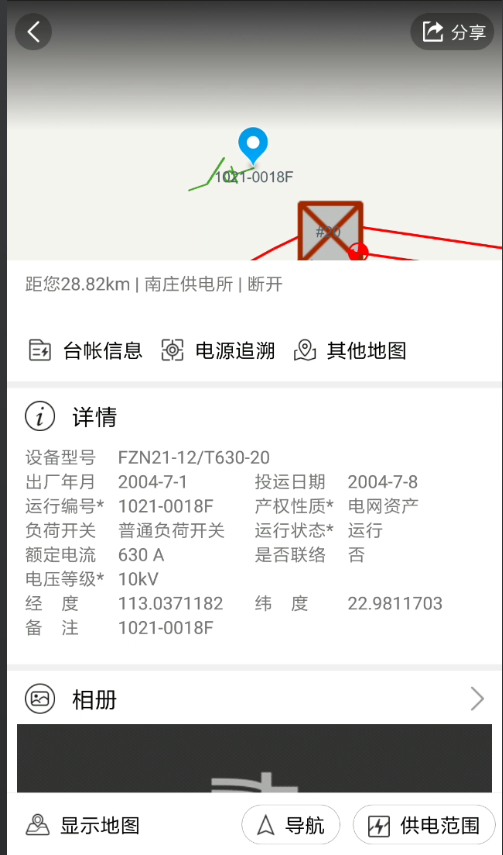 分享
1021-0018F
距您28.82km | 南庄供电所 | 断开
台帐信息 电源追溯 其他地图
详情
设备型号 FZN21-12/T630-20
出厂年月 2004-7-1 投运日期 2004-7-8
运行编号* 1021-0018F 产权性质* 电网资产
负荷开关 普通负荷开关 运行状态* 运行
额定电流 630 A 是否联络 否
电压等级* 10kV
经 度 113.0371182 纬 度 22.9811703
备 注 1021-0018F
相册
显示地图 导航 供电范围